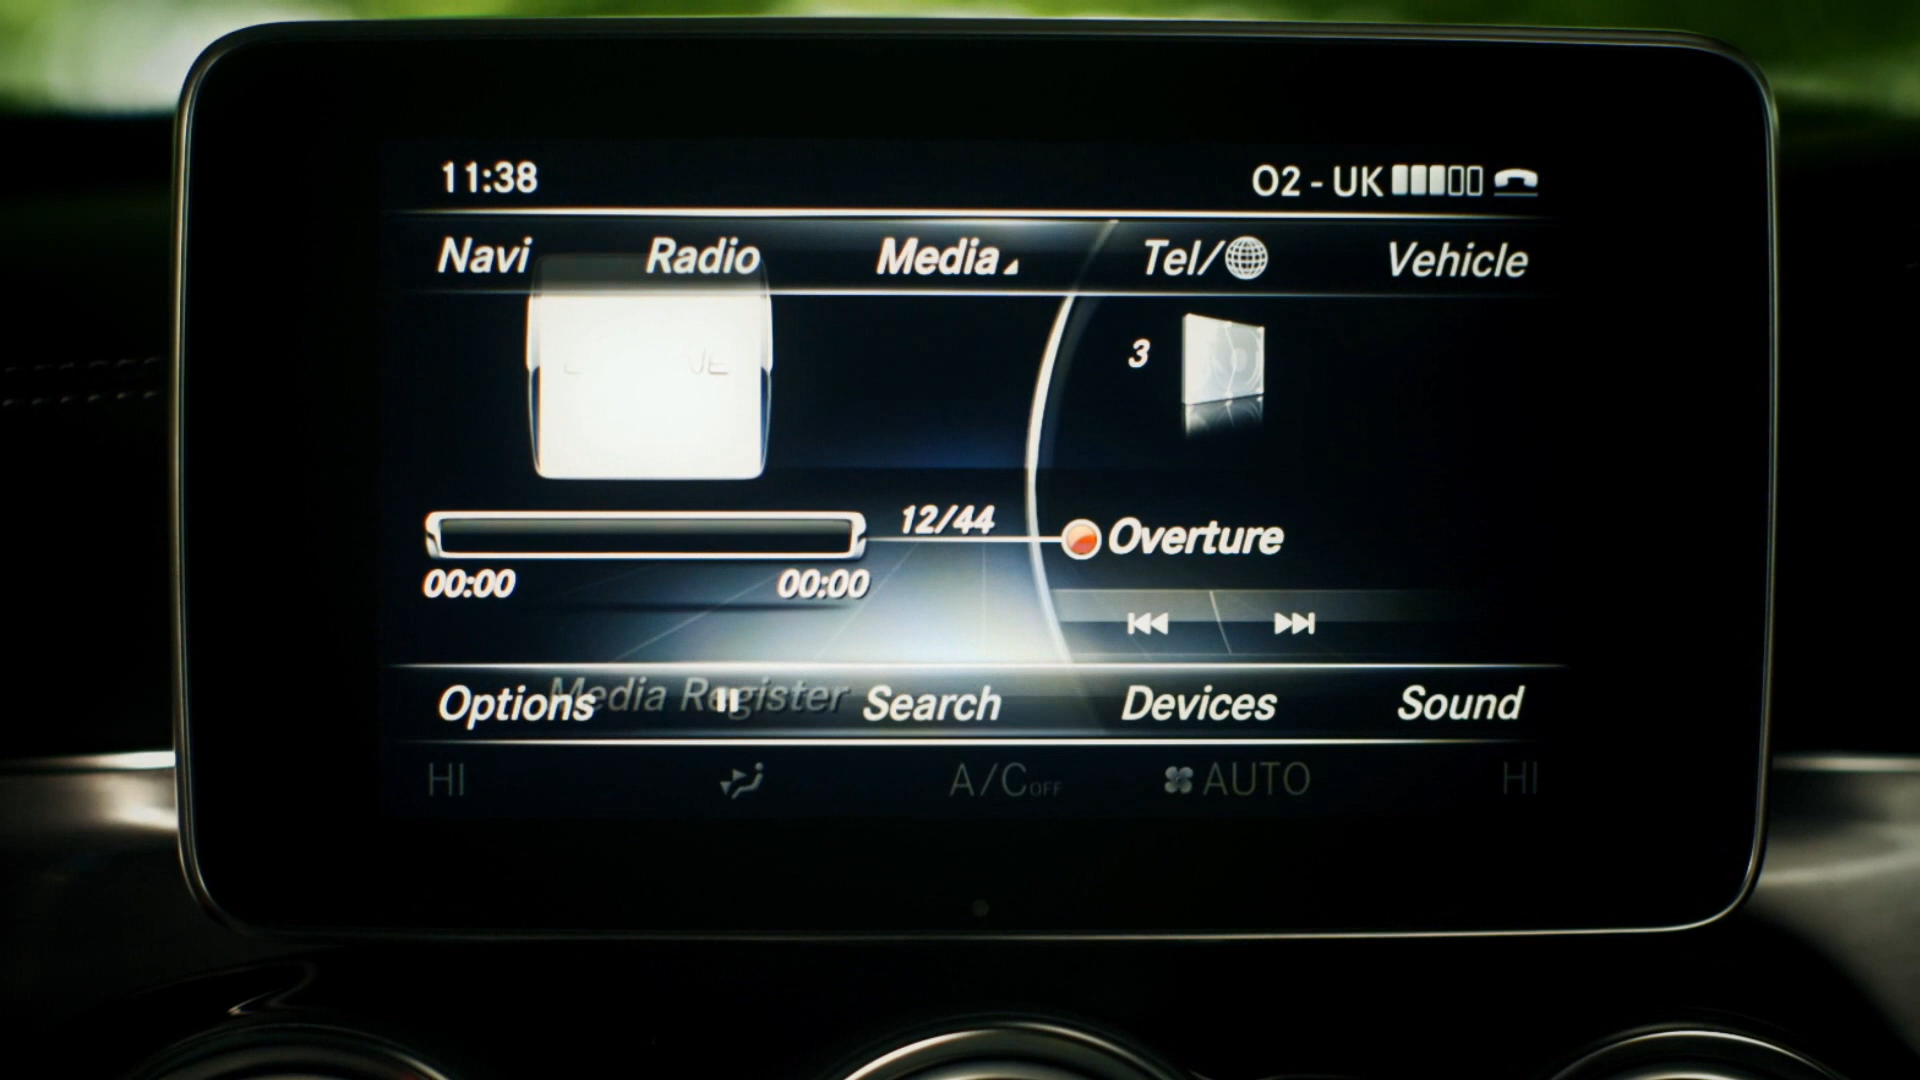 11:38 O2 - UK
Navi Radio Media Tel/ Vehicle
3
12/44
Overture
00:00 00:00
Media Register
Options Search Devices Sound
HI A/C OFF AUTO HI